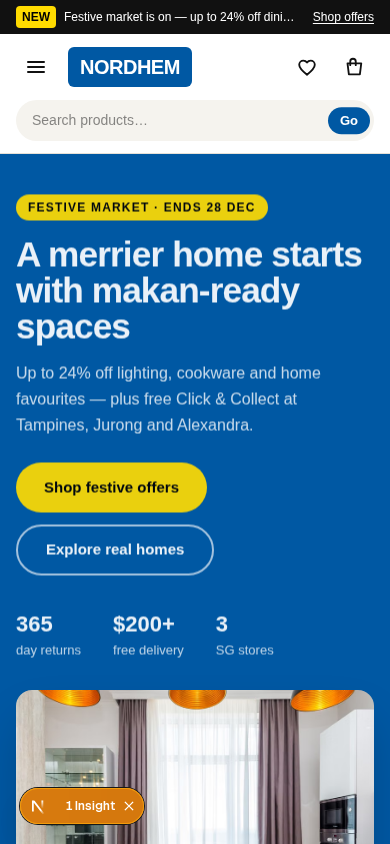 NEW Festive market is on — up to 24% off dini… Shop offers
NORDHEM
Search products… Go
FESTIVE MARKET · ENDS 28 DEC
A merrier home starts
with makan-ready
spaces
Up to 24% off lighting, cookware and home
favourites — plus free Click & Collect at
Tampines, Jurong and Alexandra.
Shop festive offers
Explore real homes
365 $200+ 3
day returns free delivery SG stores
N 1 Insight